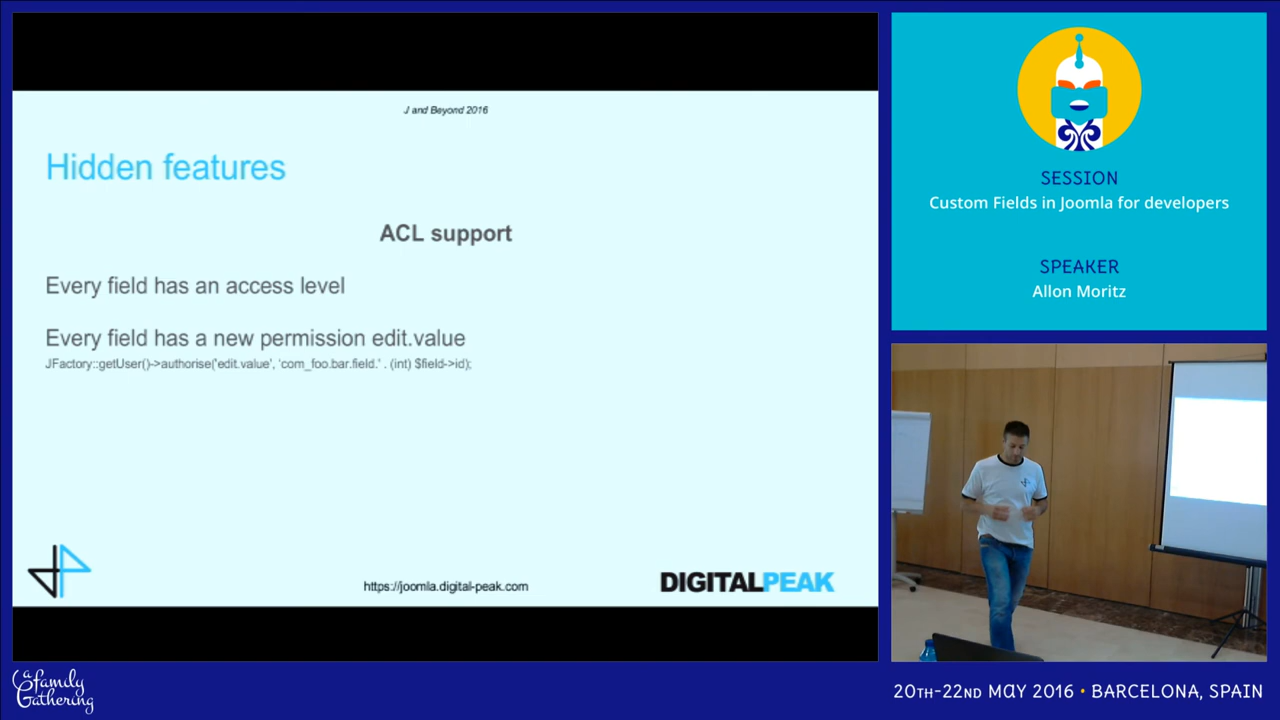 J and Beyond 2016
Hidden features
ACL support
Every field has an access level
Every field has a new permission edit.value
JFactory::getUser()->authorise('edit.value', 'com_foo.bar.field.' . (int) $field->id);
https://joomla.digital-peak.com
DIGITALPEAK
SESSION
Custom Fields in Joomla for developers
SPEAKER
Allon Moritz
a family
Gathering
20TH-22ND MAY 2016 • BARCELONA, SPAIN